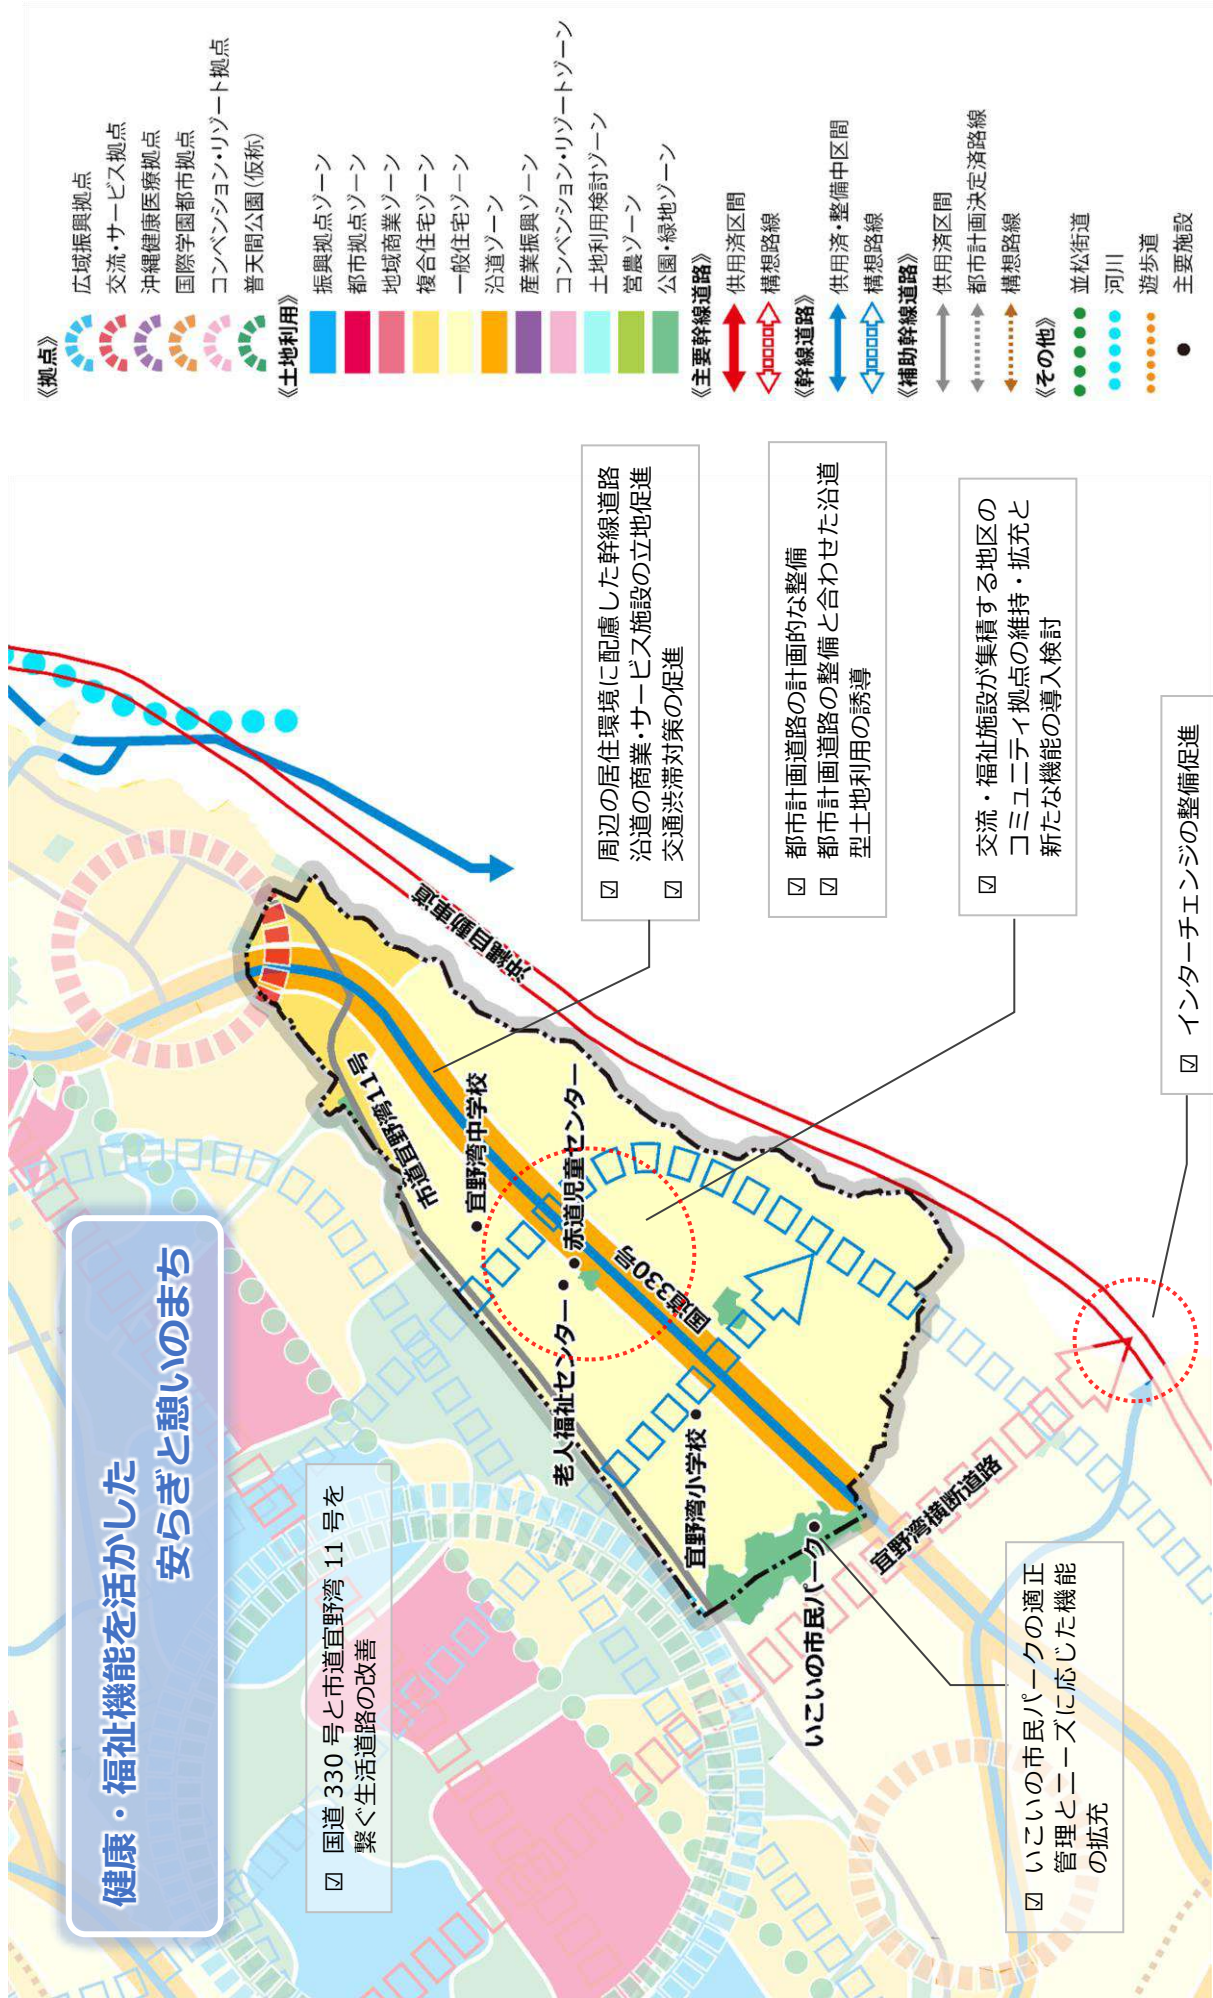 健康・福祉機能を活かした
安らぎと憩いのまち
☑ 国道 330 号と市道宜野湾 11 号を
繋ぐ生活道路の改善
☑ いこいの市民パークの適正
管理とニーズに応じた機能
の拡充
市道宜野湾11号
宜野湾中学校
赤道児童センター
老人福祉センター
国道330号
宜野湾小学校
いこいの市民パーク
宜野湾横断道路
沖縄自動車道
☑ 周辺の居住環境に配慮した幹線道路
沿道の商業・サービス施設の立地促進
☑ 交通渋滞対策の促進
☑ 都市計画道路の計画的な整備
☑ 都市計画道路の整備と合わせた沿道
型土地利用の誘導
☑ 交流・福祉施設が集積する地区の
コミュニティ拠点の維持・拡充と
新たな機能の導入検討
☑ インターチェンジの整備促進
《拠点》
広域振興拠点
交流・サービス拠点
沖縄健康医療拠点
国際学園都市拠点
コンベンション・リゾート拠点
普天間公園(仮称)
《土地利用》
振興拠点ゾーン
都市拠点ゾーン
地域商業ゾーン
複合住宅ゾーン
一般住宅ゾーン
沿道ゾーン
産業振興ゾーン
コンベンション・リゾートゾーン
土地利用検討ゾーン
営農ゾーン
公園・緑地ゾーン
《主要幹線道路》
供用済区間
構想路線
《幹線道路》
供用済・整備中区間
構想路線
《補助幹線道路》
供用済区間
都市計画決定済路線
構想路線
《その他》
並松街道
河川
遊歩道
主要施設